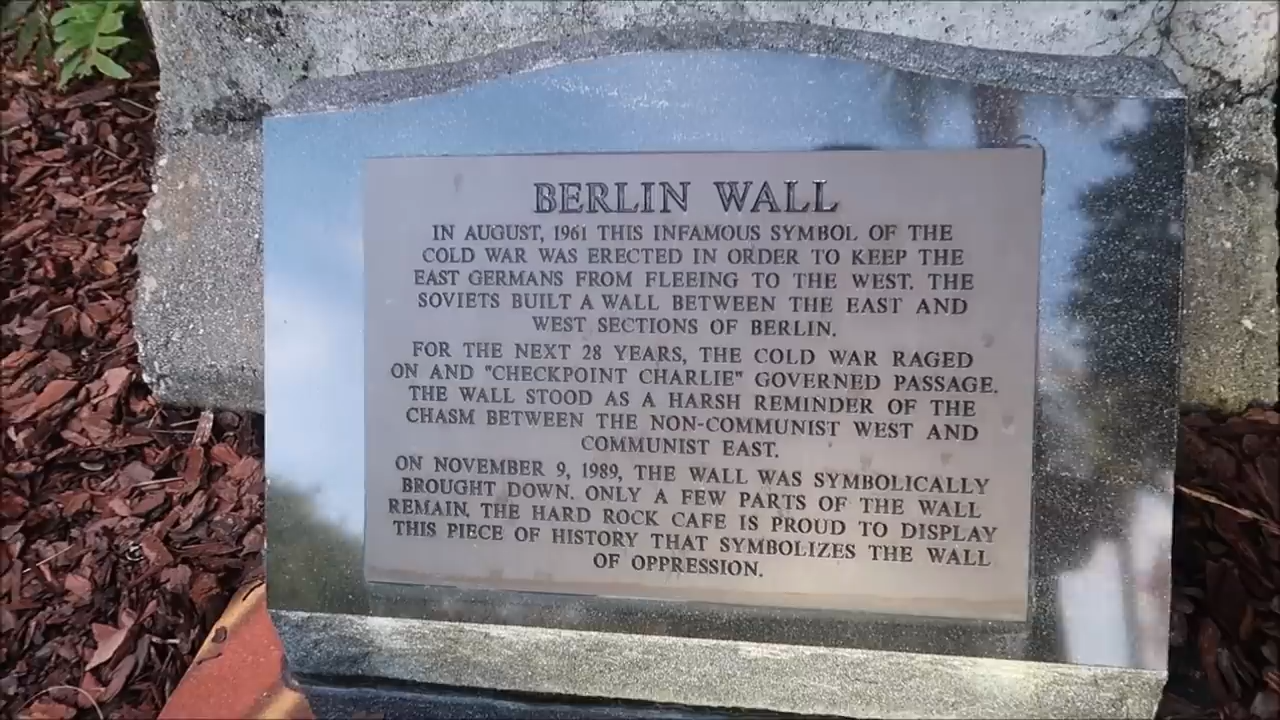 BERLIN WALL
IN AUGUST, 1961 THIS INFAMOUS SYMBOL OF THE
COLD WAR WAS ERECTED IN ORDER TO KEEP THE
EAST GERMANS FROM FLEEING TO THE WEST. THE
SOVIETS BUILT A WALL BETWEEN THE EAST AND
WEST SECTIONS OF BERLIN.
FOR THE NEXT 28 YEARS, THE COLD WAR RAGED
ON AND "CHECKPOINT CHARLIE" GOVERNED PASSAGE.
THE WALL STOOD AS A HARSH REMINDER OF THE
CHASM BETWEEN THE NON-COMMUNIST WEST AND
COMMUNIST EAST.
ON NOVEMBER 9, 1989, THE WALL WAS SYMBOLICALLY
BROUGHT DOWN. ONLY A FEW PARTS OF THE WALL
REMAIN. THE HARD ROCK CAFE IS PROUD TO DISPLAY
THIS PIECE OF HISTORY THAT SYMBOLIZES THE WALL
OF OPPRESSION.